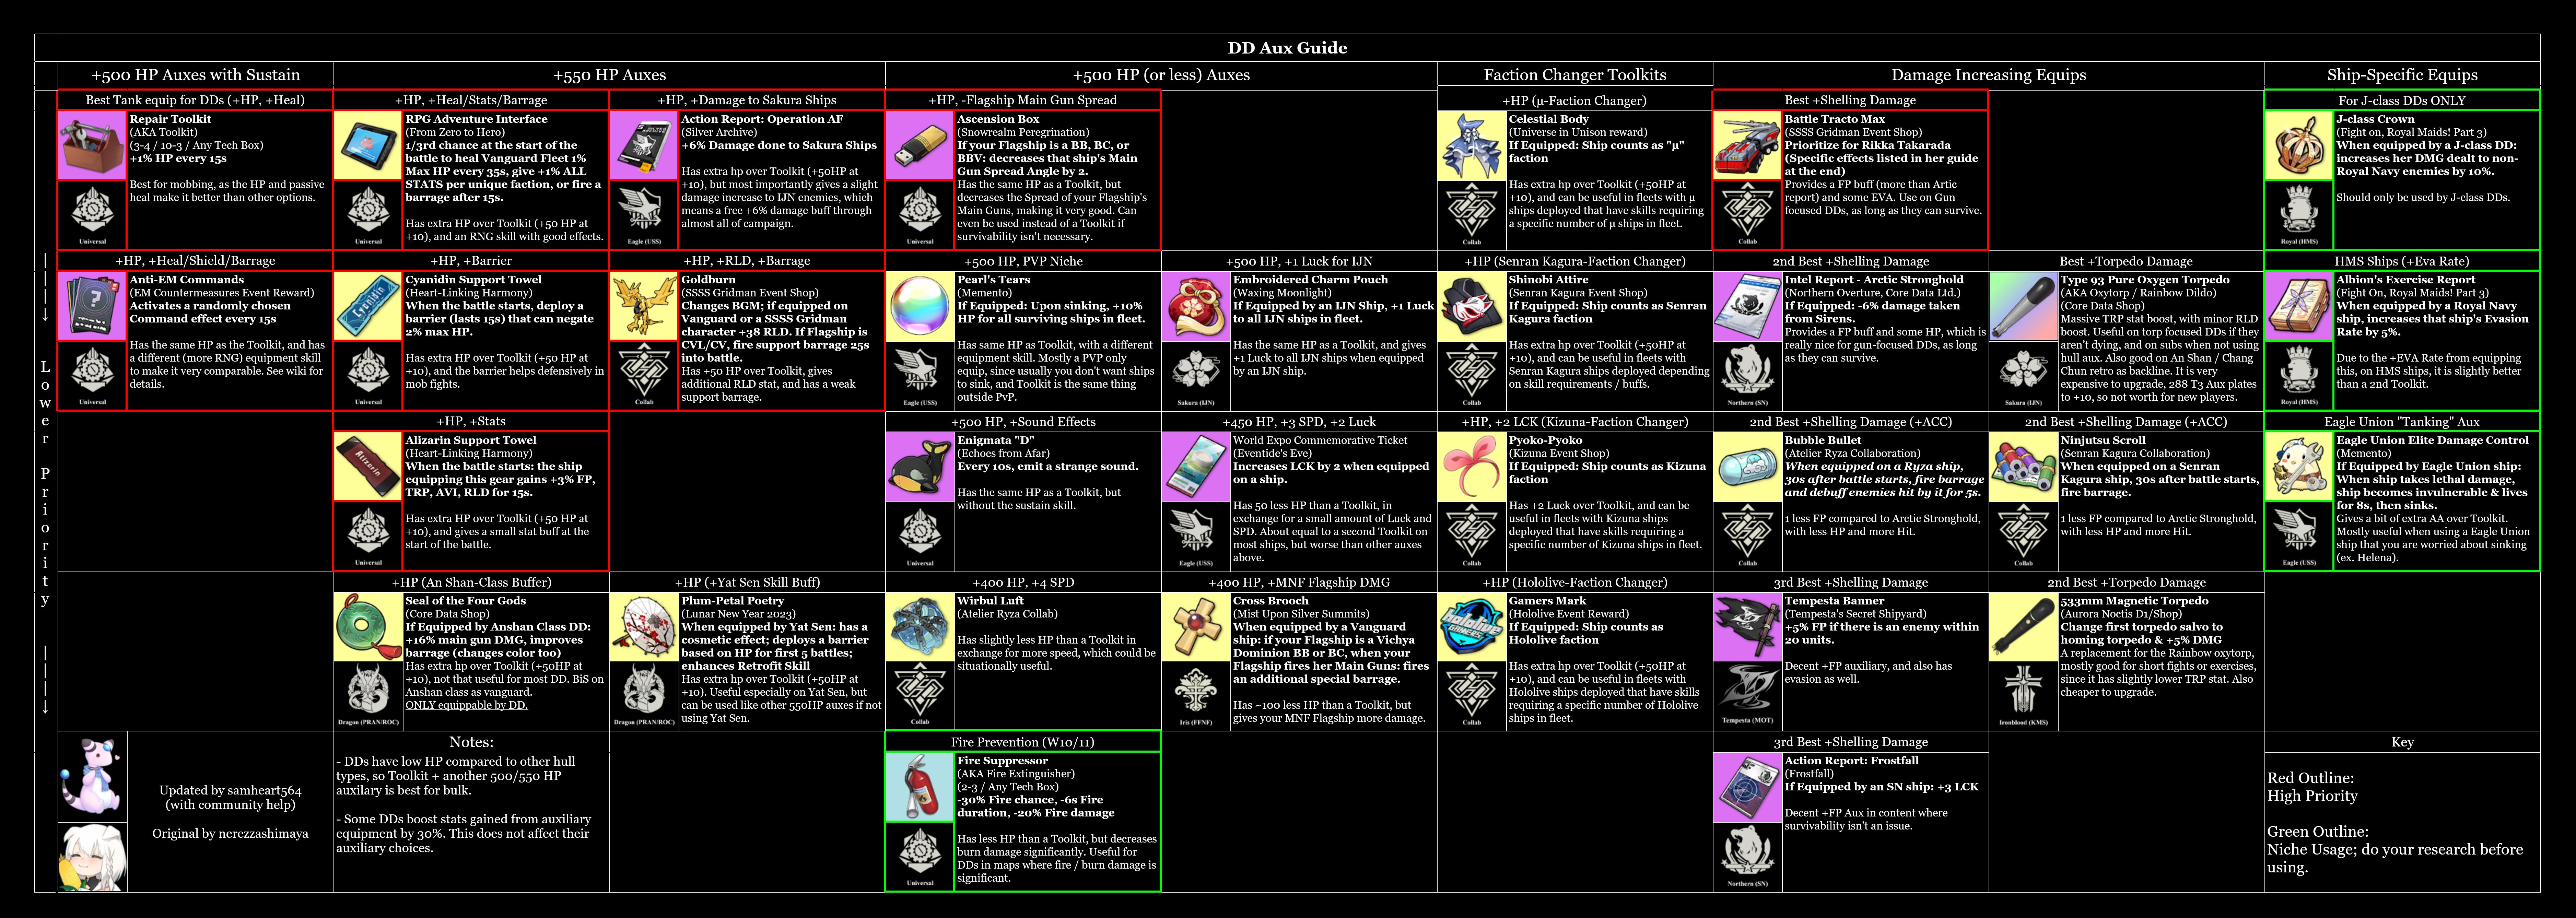 DD Aux Guide
+500 HP Auxes with Sustain
+550 HP Auxes
+500 HP (or less) Auxes
Faction Changer Toolkits
Damage Increasing Equips
Ship-Specific Equips
| | | | ↓ Lower Priority | | | | ↓
Best Tank equip for DDs (+HP, +Heal)
Repair Toolkit
(AKA Toolkit)
(3-4 / 10-3 / Any Tech Box)
+1% HP every 15s
Best for mobbing, as the HP and passive
heal make it better than other options.
Universal
+HP, +Heal/Stats/Barrage
RPG Adventure Interface
(From Zero to Hero)
1/3rd chance at the start of the
battle to heal Vanguard Fleet 1%
Max HP every 35s, give +1% ALL
STATS per unique faction, or fire a
barrage after 15s.
Has extra hp over Toolkit (+50 HP at
+10), and an RNG skill with good effects.
Universal
+HP, +Damage to Sakura Ships
Action Report: Operation AF
(Silver Archive)
+6% Damage done to Sakura Ships
Has extra hp over Toolkit (+50HP at
+10), but most importantly gives a slight
damage increase to IJN enemies, which
means a free +6% damage buff through
almost all of campaign.
Eagle (USS)
+HP, -Flagship Main Gun Spread
Ascension Box
(Snowrealm Peregrination)
If your Flagship is a BB, BC, or
BBV: decreases that ship's Main
Gun Spread Angle by 2.
Has the same HP as a Toolkit, but
decreases the Spread of your Flagship's
Main Guns, making it very good. Can
even be used instead of a Toolkit if
survivability isn't necessary.
Universal
+HP (µ-Faction Changer)
Celestial Body
(Universe in Unison reward)
If Equipped: Ship counts as "µ"
faction
Has extra hp over Toolkit (+50HP at
+10), and can be useful in fleets with µ
ships deployed that have skills requiring
a specific number of µ ships in fleet.
Collab
Best +Shelling Damage
Battle Tracto Max
(SSSS Gridman Event Shop)
Prioritize for Rikka Takarada
(Specific effects listed in her guide
at the end)
Provides a FP buff (more than Artic
report) and some EVA. Use on Gun
focused DDs, as long as they can survive.
Collab
For J-class DDs ONLY
J-class Crown
(Fight on, Royal Maids! Part 3)
When equipped by a J-class DD:
increases her DMG dealt to non-
Royal Navy enemies by 10%.
Should only be used by J-class DDs.
Royal (HMS)
+HP, +Heal/Shield/Barrage
Anti-EM Commands
(EM Countermeasures Event Reward)
Activates a randomly chosen
Command effect every 15s
Has the same HP as the Toolkit, and has
a different (more RNG) equipment skill
to make it very comparable. See wiki for
details.
Universal
+HP, +Barrier
Cyanidin Support Towel
(Heart-Linking Harmony)
When the battle starts, deploy a
barrier (lasts 15s) that can negate
2% max HP.
Has extra HP over Toolkit (+50 HP at
+10), and the barrier helps defensively in
mob fights.
Universal
+HP, +RLD, +Barrage
Goldburn
(SSSS Gridman Event Shop)
Changes BGM; if equipped on
Vanguard or a SSSS Gridman
character +38 RLD. If Flagship is
CVL/CV, fire support barrage 25s
into battle.
Has +50 HP over Toolkit, gives
additional RLD stat, and has a weak
support barrage.
Collab
+500 HP, PVP Niche
Pearl's Tears
(Memento)
If Equipped: Upon sinking, +10%
HP for all surviving ships in fleet.
Has same HP as Toolkit, with a different
equipment skill. Mostly a PVP only
equip, since usually you don't want ships
to sink, and Toolkit is the same thing
outside PvP.
Eagle (USS)
+500 HP, +1 Luck for IJN
Embroidered Charm Pouch
(Waxing Moonlight)
If Equipped by an IJN Ship, +1 Luck
to all IJN ships in fleet.
Has the same HP as a Toolkit, and gives
+1 Luck to all IJN ships when equipped
by an IJN ship.
Sakura (IJN)
+HP (Senran Kagura-Faction Changer)
Shinobi Attire
(Senran Kagura Event Shop)
If Equipped: Ship counts as Senran
Kagura faction
Has extra hp over Toolkit (+50HP at
+10), and can be useful in fleets with
Senran Kagura ships deployed depending
on skill requirements / buffs.
Collab
2nd Best +Shelling Damage
Intel Report - Arctic Stronghold
(Northern Overture, Core Data Ltd.)
If Equipped: -6% damage taken
from Sirens.
Provides a FP buff and some HP, which is
really nice for gun-focused DDs, as long
as they can survive.
Northern (SN)
Best +Torpedo Damage
Type 93 Pure Oxygen Torpedo
(AKA Oxytorp / Rainbow Dildo)
(Core Data Shop)
Massive TRP stat boost, with minor RLD
boost. Useful on torp focused DDs if they
aren't dying, and on subs when not using
hull aux. Also good on An Shan / Chang
Chun retro as backline. It is very
expensive to upgrade, 288 T3 Aux plates
to +10, so not worth for new players.
Sakura (IJN)
HMS Ships (+Eva Rate)
Albion's Exercise Report
(Fight On, Royal Maids! Part 3)
When equipped by a Royal Navy
ship, increases that ship's Evasion
Rate by 5%.
Due to the +EVA Rate from equipping
this, on HMS ships, it is slightly better
than a 2nd Toolkit.
Royal (HMS)
+HP, +Stats
Alizarin Support Towel
(Heart-Linking Harmony)
When the battle starts: the ship
equipping this gear gains +3% FP,
TRP, AVI, RLD for 15s.
Has extra HP over Toolkit (+50 HP at
+10), and gives a small stat buff at the
start of the battle.
Universal
+500 HP, +Sound Effects
Enigmata "D"
(Echoes from Afar)
Every 10s, emit a strange sound.
Has the same HP as a Toolkit, but
without the sustain skill.
Universal
+450 HP, +3 SPD, +2 Luck
World Expo Commemorative Ticket
(Eventide's Eve)
Increases LCK by 2 when equipped
on a ship.
Has 50 less HP than a Toolkit, in
exchange for a small amount of Luck and
SPD. About equal to a second Toolkit on
most ships, but worse than other auxes
above.
Eagle (USS)
+HP, +2 LCK (Kizuna-Faction Changer)
Pyoko-Pyoko
(Kizuna Event Shop)
If Equipped: Ship counts as Kizuna
faction
Has +2 Luck over Toolkit, and can be
useful in fleets with Kizuna ships
deployed that have skills requiring a
specific number of Kizuna ships in fleet.
Collab
2nd Best +Shelling Damage (+ACC)
Bubble Bullet
(Atelier Ryza Collaboration)
When equipped on a Ryza ship,
30s after battle starts, fire barrage
and debuff enemies hit by it for 5s.
1 less FP compared to Arctic Stronghold,
with less HP and more Hit.
Collab
2nd Best +Shelling Damage (+ACC)
Ninjutsu Scroll
(Senran Kagura Collaboration)
When equipped on a Senran
Kagura ship, 30s after battle starts,
fire barrage.
1 less FP compared to Arctic Stronghold,
with less HP and more Hit.
Collab
Eagle Union "Tanking" Aux
Eagle Union Elite Damage Control
(Memento)
If Equipped by Eagle Union ship:
When ship takes lethal damage,
ship becomes invulnerable & lives
for 8s, then sinks.
Gives a bit of extra AA over Toolkit.
Mostly useful when using a Eagle Union
ship that you are worried about sinking
(ex. Helena).
Eagle (USS)
+HP (An Shan-Class Buffer)
Seal of the Four Gods
(Core Data Shop)
If Equipped by Anshan Class DD:
+16% main gun DMG, improves
barrage (changes color too)
Has extra hp over Toolkit (+50HP at
+10), not that useful for most DD. BiS on
Anshan class as vanguard.
ONLY equippable by DD.
Dragon (PRAN/ROC)
+HP (+Yat Sen Skill Buff)
Plum-Petal Poetry
(Lunar New Year 2023)
When equipped by Yat Sen: has a
cosmetic effect; deploys a barrier
based on HP for first 5 battles;
enhances Retrofit Skill
Has extra hp over Toolkit (+50HP at
+10). Useful especially on Yat Sen, but
can be used like other 550HP auxes if not
using Yat Sen.
Dragon (PRAN/ROC)
+400 HP, +4 SPD
Wirbul Luft
(Atelier Ryza Collab)
Has slightly less HP than a Toolkit in
exchange for more speed, which could be
situationally useful.
Collab
+400 HP, +MNF Flagship DMG
Cross Brooch
(Mist Upon Silver Summits)
When equipped by a Vanguard
ship: if your Flagship is a Vichya
Dominion BB or BC, when your
Flagship fires her Main Guns: fires
an additional special barrage.
Has ~100 less HP than a Toolkit, but
gives your MNF Flagship more damage.
Iris (FFNF)
+HP (Hololive-Faction Changer)
Gamers Mark
(Hololive Event Reward)
If Equipped: Ship counts as
Hololive faction
Has extra hp over Toolkit (+50HP at
+10), and can be useful in fleets with
Hololive ships deployed that have skills
requiring a specific number of Hololive
ships in fleet.
Collab
3rd Best +Shelling Damage
Tempesta Banner
(Tempesta's Secret Shipyard)
+5% FP if there is an enemy within
20 units.
Decent +FP auxiliary, and also has
evasion as well.
Tempesta (MOT)
2nd Best +Torpedo Damage
533mm Magnetic Torpedo
(Aurora Noctis D1/Shop)
Change first torpedo salvo to
homing torpedo & +5% DMG
A replacement for the Rainbow oxytorp,
mostly good for short fights or exercises,
since it has slightly lower TRP stat. Also
cheaper to upgrade.
Ironblood (KMS)
Updated by samheart564
(with community help)
Original by nerezzashimaya
Notes:
- DDs have low HP compared to other hull
types, so Toolkit + another 500/550 HP
auxilary is best for bulk.
- Some DDs boost stats gained from auxiliary
equipment by 30%. This does not affect their
auxiliary choices.
Fire Prevention (W10/11)
Fire Suppressor
(AKA Fire Extinguisher)
(2-3 / Any Tech Box)
-30% Fire chance, -6s Fire
duration, -20% Fire damage
Has less HP than a Toolkit, but decreases
burn damage significantly. Useful for
DDs in maps where fire / burn damage is
significant.
Universal
3rd Best +Shelling Damage
Action Report: Frostfall
(Frostfall)
If Equipped by an SN ship: +3 LCK
Decent +FP Aux in content where
survivability isn't an issue.
Northern (SN)
Key
Red Outline:
High Priority
Green Outline:
Niche Usage; do your research before
using.